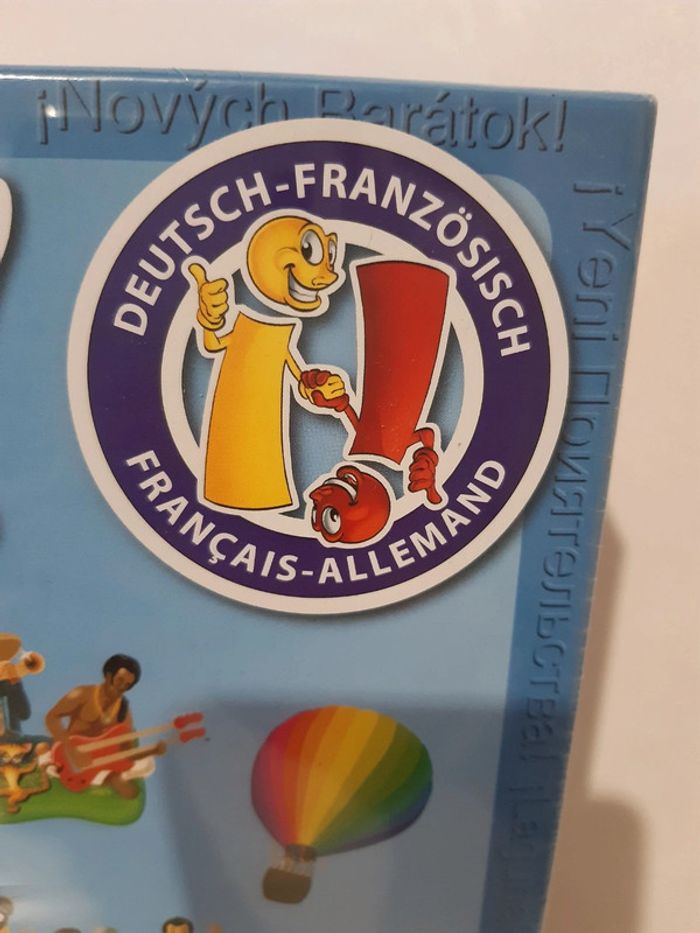 ¡Nových Barátok!
DEUTSCH-FRANZÖSISCH
FRANÇAIS-ALLEMAND
¡Yeni